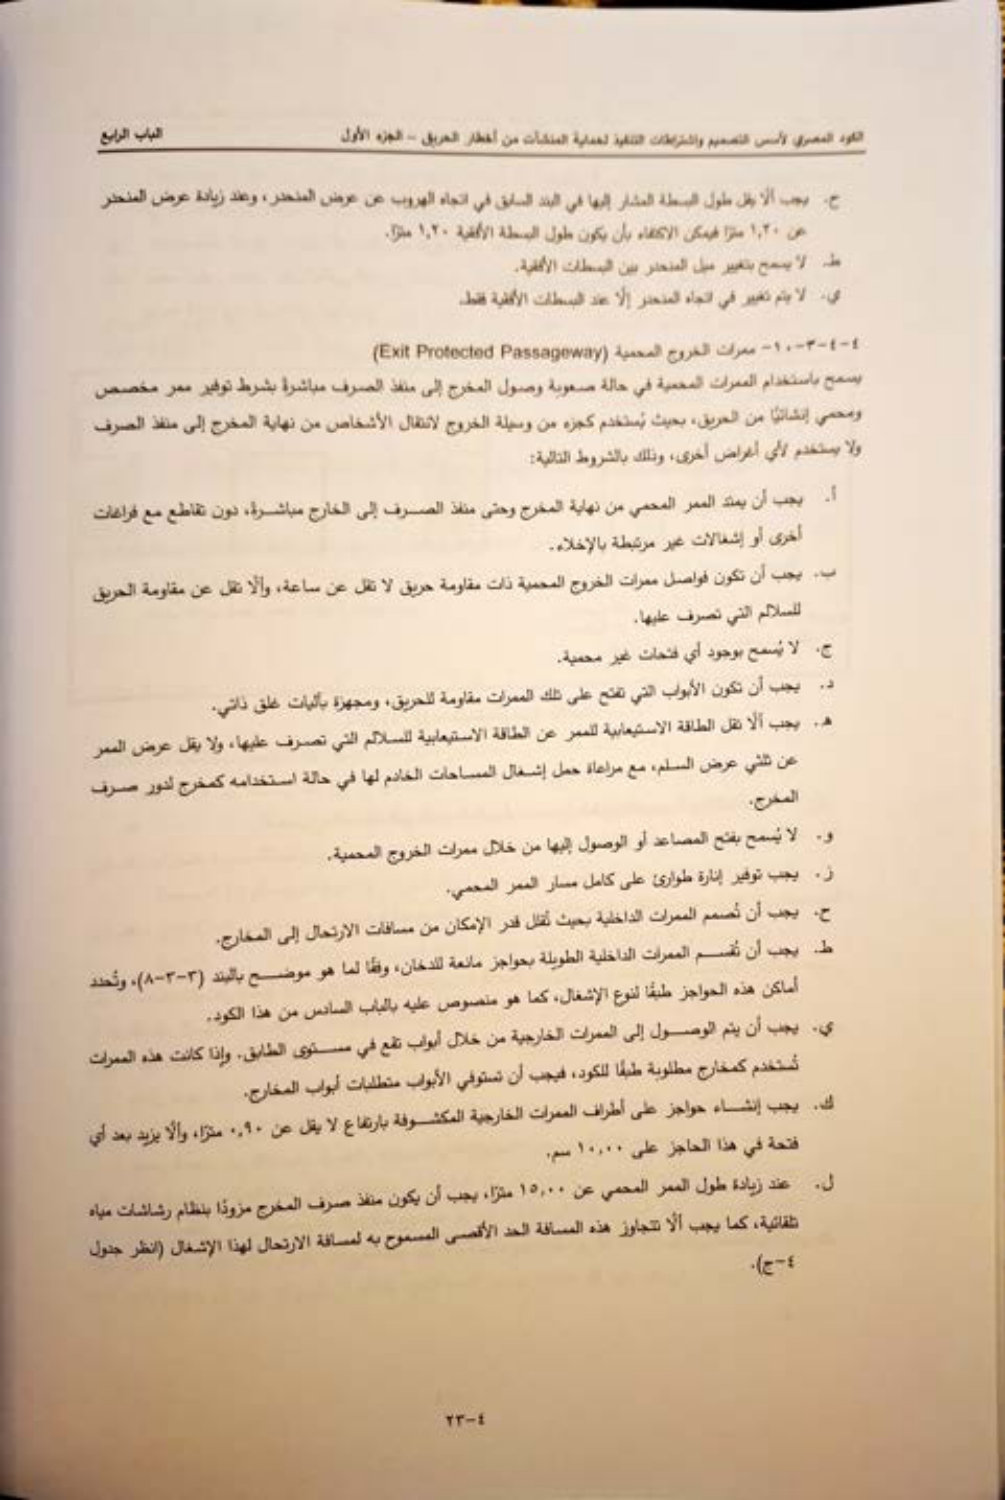 الكود المصري لأسس التصميم واشتراطات التنفيذ لحماية المنشآت من أخطار الحريق – الجزء الأول الباب الرابع
ح. يجب ألا يقل طول البسطة المشار إليها في البند السابق في اتجاه الهروب عن عرض المنحدر، وعند زيادة عرض المنحدر
عن ١,٢٠ مترًا فيمكن الاكتفاء بأن يكون طول البسطة الأفقية ١,٢٠ مترًا.
ط. لا يسمح بتغيير ميل المنحدر بين البسطات الأفقية.
ي. لا يتم تغيير في اتجاه المنحدر إلّا عند البسطات الأفقية فقط.
٤-٤-٣-١٠- ممرات الخروج المحمية (Exit Protected Passageway)
يسمح باستخدام الممرات المحمية في حالة صعوبة وصول المخرج إلى منفذ الصرف مباشرةً بشرط توفير ممر مخصص
ومحمي إنشائيًا من الحريق، بحيث يُستخدم كجزء من وسيلة الخروج لانتقال الأشخاص من نهاية المخرج إلى منفذ الصرف
ولا يستخدم لأي أغراض أخرى، وذلك بالشروط التالية:
أ. يجب أن يمتد الممر المحمي من نهاية المخرج وحتى منفذ الصرف إلى الخارج مباشرة، دون تقاطع مع فراغات
أخرى أو إشغالات غير مرتبطة بالإخلاء.
ب. يجب أن تكون فواصل ممرات الخروج المحمية ذات مقاومة حريق لا تقل عن ساعة، وألّا تقل عن مقاومة الحريق
للسلالم التي تصرف عليها.
ج. لا يُسمح بوجود أي فتحات غير محمية.
د. يجب أن تكون الأبواب التي تفتح على تلك الممرات مقاومة للحريق، ومجهزة بآليات غلق ذاتي.
هـ. يجب ألّا تقل الطاقة الاستيعابية للممر عن الطاقة الاستيعابية للسلالم التي تصرف عليها، ولا يقل عرض الممر
عن ثلثي عرض السلم، مع مراعاة حمل إشغال المساحات الخادم لها في حالة استخدامه كمخرج لدور صرف
المخرج.
و. لا يُسمح بفتح المصاعد أو الوصول إليها من خلال ممرات الخروج المحمية.
ز. يجب توفير إنارة طوارئ على كامل مسار الممر المحمي.
ح. يجب أن تُصمم الممرات الداخلية بحيث تُقلل قدر الإمكان من مسافات الارتحال إلى المخارج.
ط. يجب أن تُقسم الممرات الداخلية الطويلة بحواجز مانعة للدخان، وفقًا لما هو موضح بالبند (٣-٣-٨)، وتُحدد
أماكن هذه الحواجز طبقًا لنوع الإشغال، كما هو منصوص عليه بالباب السادس من هذا الكود.
ي. يجب أن يتم الوصول إلى الممرات الخارجية من خلال أبواب تقع في مستوى الطابق. وإذا كانت هذه الممرات
تُستخدم كمخارج مطلوبة طبقًا للكود، فيجب أن تستوفي الأبواب متطلبات أبواب المخارج.
ك. يجب إنشاء حواجز على أطراف الممرات الخارجية المكشوفة بارتفاع لا يقل عن ٠,٩٠ مترًا، وألّا يزيد بعد أي
فتحة في هذا الحاجز على ١٠,٠٠ سم.
ل. عند زيادة طول الممر المحمي عن ١٥,٠٠ مترًا، يجب أن يكون منفذ صرف المخرج مزودًا بنظام رشاشات مياه
تلقائية، كما يجب ألّا تتجاوز هذه المسافة الحد الأقصى المسموح به لمسافة الارتحال لهذا الإشغال (انظر جدول
٤-ج).
٤-٢٣